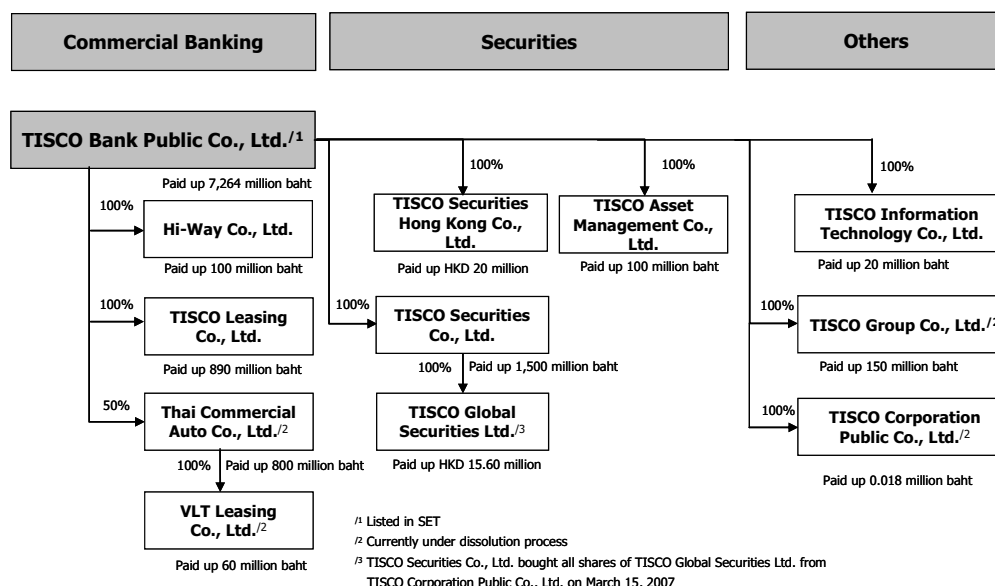 Commercial Banking
Securities
Others
TISCO Bank Public Co., Ltd./1
Paid up 7,264 million baht
100%
Hi-Way Co., Ltd.
Paid up 100 million baht
100%
TISCO Leasing
Co., Ltd.
Paid up 890 million baht
50%
Thai Commercial
Auto Co., Ltd./2
100%
Paid up 800 million baht
VLT Leasing
Co., Ltd./2
Paid up 60 million baht
100%
TISCO Securities
Hong Kong Co.,
Ltd.
Paid up HKD 20 million
100%
TISCO Asset
Management Co.,
Ltd.
Paid up 100 million baht
100%
TISCO Securities
Co., Ltd.
100%
Paid up 1,500 million baht
TISCO Global
Securities Ltd./3
Paid up HKD 15.60 million
100%
TISCO Information
Technology Co., Ltd.
Paid up 20 million baht
100%
TISCO Group Co., Ltd./2
Paid up 150 million baht
100%
TISCO Corporation
Public Co., Ltd./2
Paid up 0.018 million baht
/1 Listed in SET
/2 Currently under dissolution process
/3 TISCO Securities Co., Ltd. bought all shares of TISCO Global Securities Ltd. from
TISCO Corporation Public Co., Ltd. on March 15, 2007